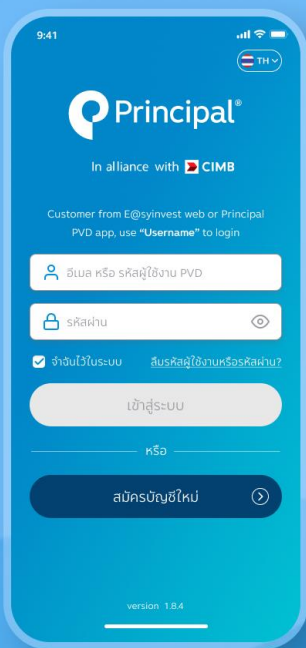 9:41
TH
Principal®
In alliance with CIMB
Customer from E@syinvest web or Principal
PVD app, use “Username” to login
อีเมล หรือ รหัสผู้ใช้งาน PVD
รหัสผ่าน
จำฉันไว้ในระบบ ลืมรหัสผู้ใช้งานหรือรหัสผ่าน?
เข้าสู่ระบบ
หรือ
สมัครบัญชีใหม่
version 1.8.4